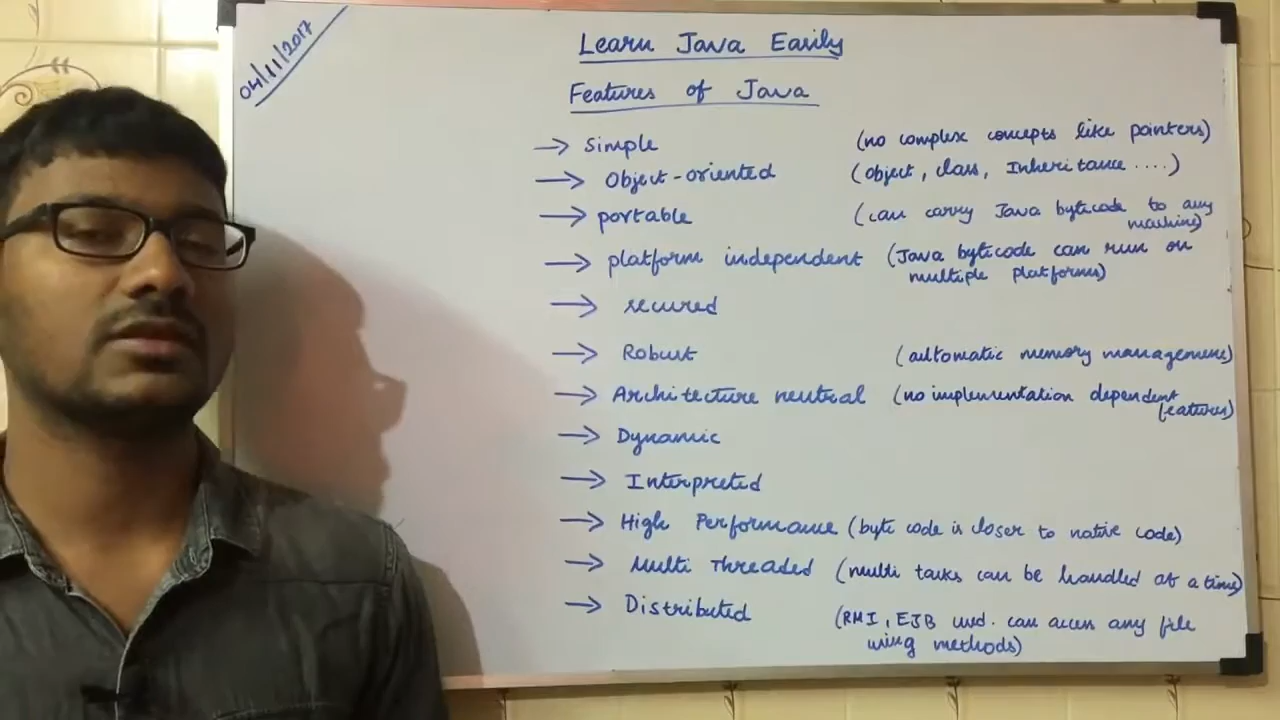 04/11/2017
Learn Java Easily
Features of Java
→ Simple (no complex concepts like pointers)
→ Object-oriented (object, class, Inheritance ....)
→ portable (can carry Java bytecode to any
machine)
→ platform independent (Java bytecode can run on
multiple platforms)
→ secured
→ Robust (automatic memory management)
→ Architecture neutral (no implementation dependent
features)
→ Dynamic
→ Interpreted
→ High Performance (byte code is closer to native code)
→ Multi Threaded (multi tasks can be handled at a time)
→ Distributed (RMI, EJB used. can access any file
using methods)